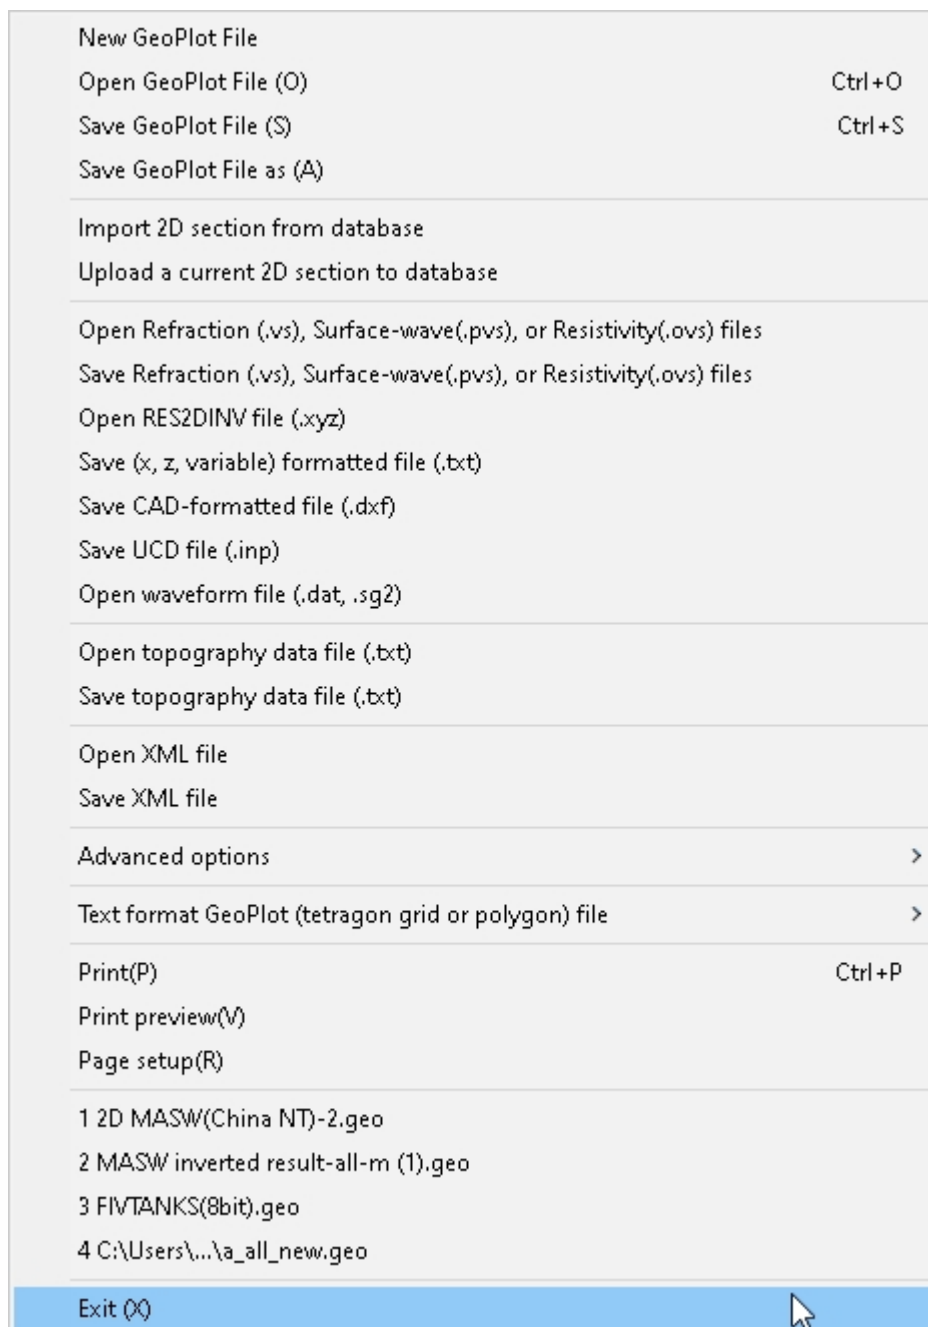 New GeoPlot File
Open GeoPlot File (O) Ctrl+O
Save GeoPlot File (S) Ctrl+S
Save GeoPlot File as (A)
Import 2D section from database
Upload a current 2D section to database
Open Refraction (.vs), Surface-wave(.pvs), or Resistivity(.ovs) files
Save Refraction (.vs), Surface-wave(.pvs), or Resistivity(.ovs) files
Open RES2DINV file (.xyz)
Save (x, z, variable) formatted file (.txt)
Save CAD-formatted file (.dxf)
Save UCD file (.inp)
Open waveform file (.dat, .sg2)
Open topography data file (.txt)
Save topography data file (.txt)
Open XML file
Save XML file
Advanced options
Text format GeoPlot (tetragon grid or polygon) file
Print(P) Ctrl+P
Print preview(V)
Page setup(R)
1 2D MASW(China NT)-2.geo
2 MASW inverted result-all-m (1).geo
3 FIVTANKS(8bit).geo
4 C:\Users\...\a_all_new.geo
Exit (X)